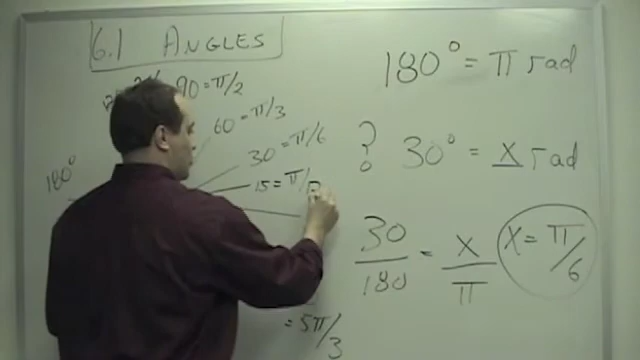 6.1 ANGLES
90 = π/2
60 = π/3
30 = π/6
15 = π/
180°
= 5π/3
180° = π rad
? 30° = x rad
30/180 = x/π
x = π/6